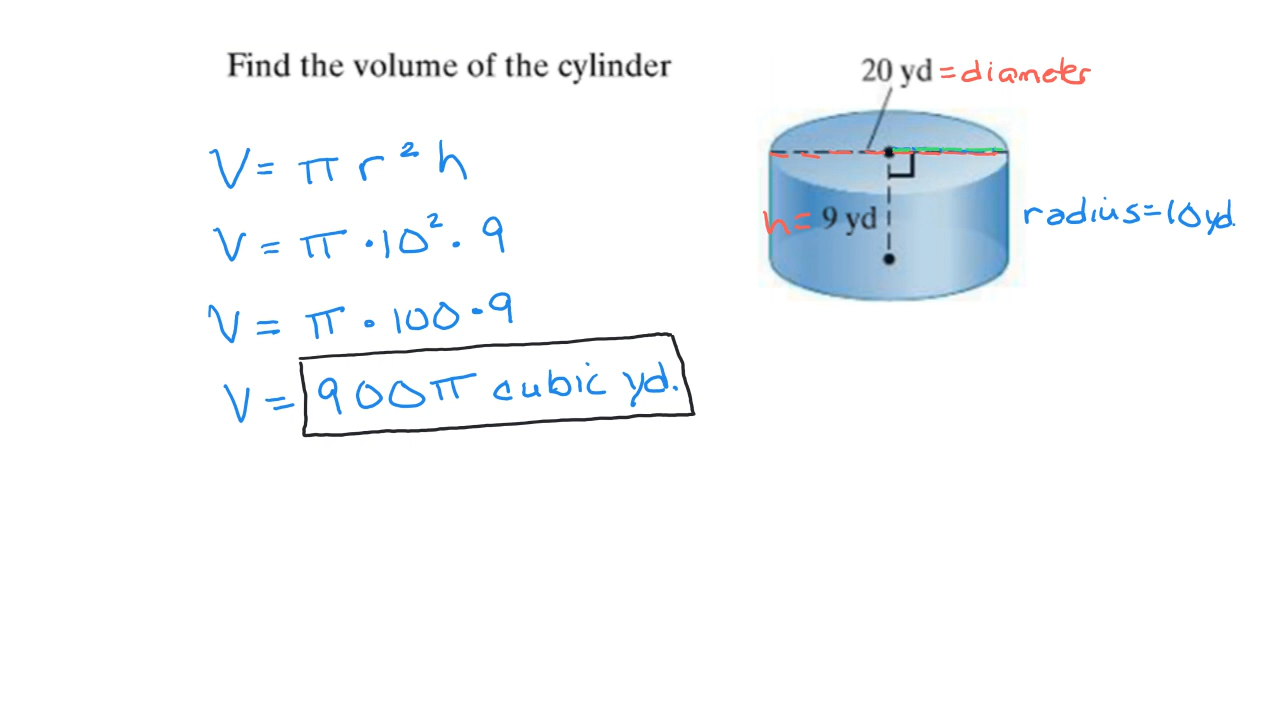 Find the volume of the cylinder
20 yd = diameter
V = π r² h
h = 9 yd
radius = 10 yd.
V = π · 10² · 9
V = π · 100 · 9
V = 900π cubic yd.